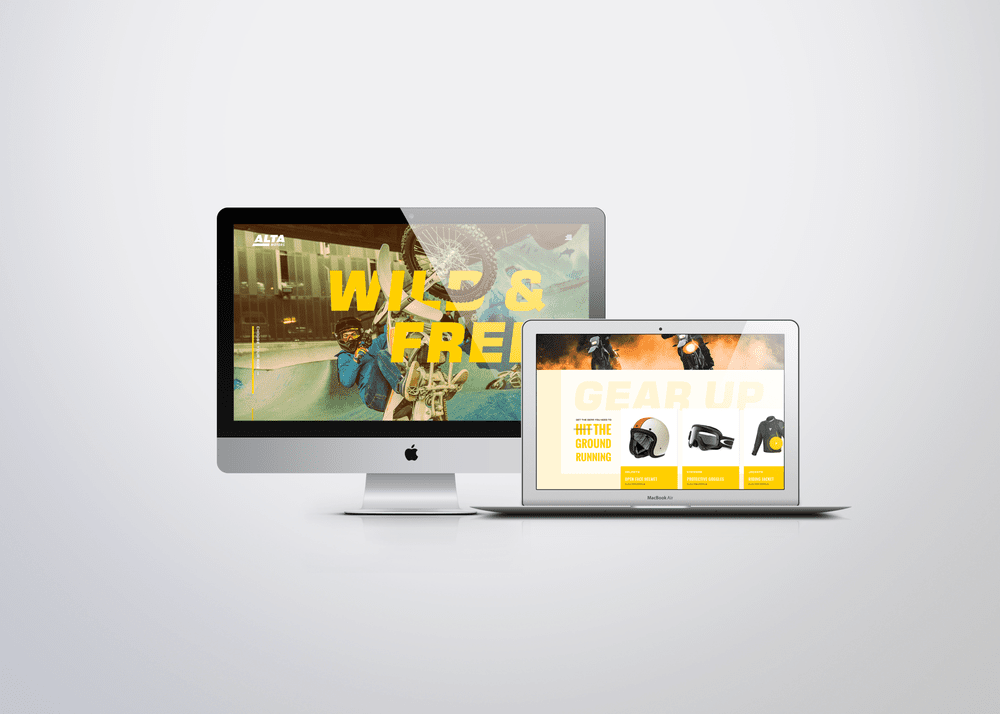 ALTA
WILD &
FREE
GEAR UP
HIT THE
GROUND
RUNNING
OPEN FACE HELMET
PROTECTIVE GOGGLES
RIDING JACKET
MacBook Air